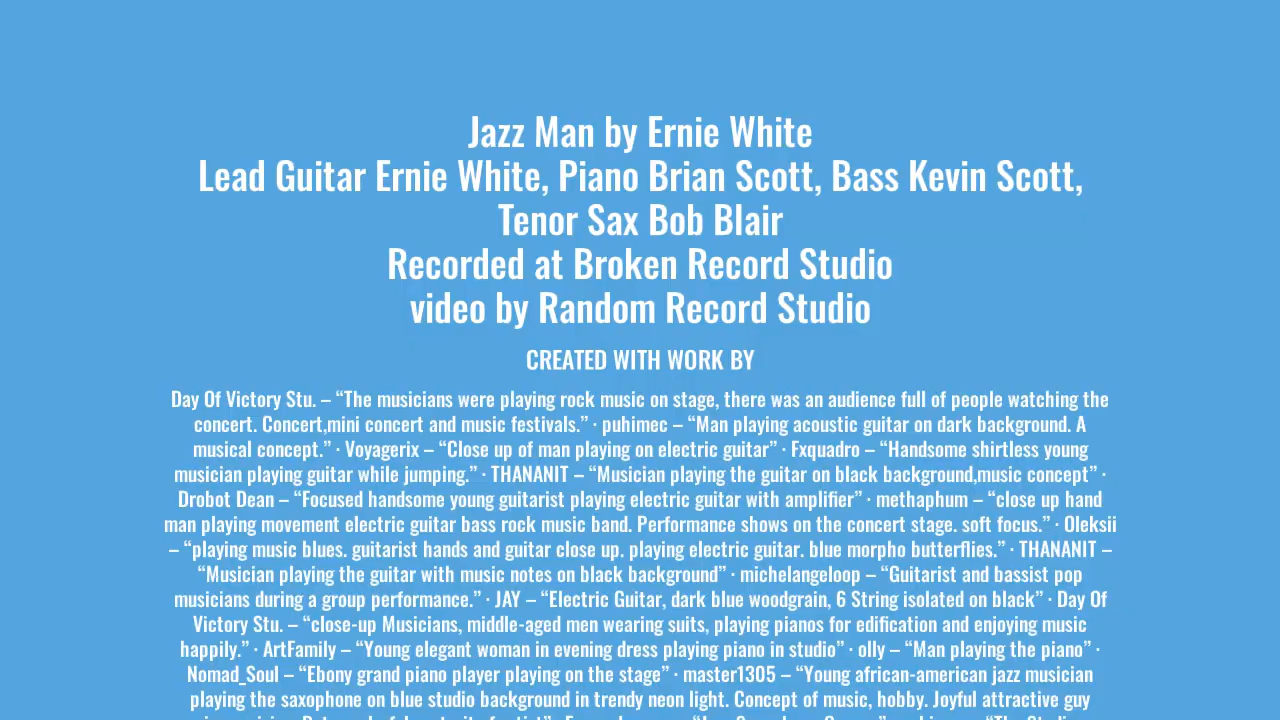 Jazz Man by Ernie White
Lead Guitar Ernie White, Piano Brian Scott, Bass Kevin Scott,
Tenor Sax Bob Blair
Recorded at Broken Record Studio
video by Random Record Studio
CREATED WITH WORK BY
Day Of Victory Stu. – “The musicians were playing rock music on stage, there was an audience full of people watching the
concert. Concert,mini concert and music festivals.” · puhimec – “Man playing acoustic guitar on dark background. A
musical concept.” · Voyagerix – “Close up of man playing on electric guitar” · Fxquadro – “Handsome shirtless young
musician playing guitar while jumping.” · THANANIT – “Musician playing the guitar on black background,music concept” ·
Drobot Dean – “Focused handsome young guitarist playing electric guitar with amplifier” · methaphum – “close up hand
man playing movement electric guitar bass rock music band. Performance shows on the concert stage. soft focus.” · Oleksii
– “playing music blues. guitarist hands and guitar close up. playing electric guitar. blue morpho butterflies.” · THANANIT –
“Musician playing the guitar with music notes on black background” · michelangeloop – “Guitarist and bassist pop
musicians during a group performance.” · JAY – “Electric Guitar, dark blue woodgrain, 6 String isolated on black” · Day Of
Victory Stu. – “close-up Musicians, middle-aged men wearing suits, playing pianos for edification and enjoying music
happily.” · ArtFamily – “Young elegant woman in evening dress playing piano in studio” · olly – “Man playing the piano” ·
Nomad_Soul – “Ebony grand piano player playing on the stage” · master1305 – “Young african-american jazz musician
playing the saxophone on blue studio background in trendy neon light. Concept of music, hobby. Joyful attractive guy